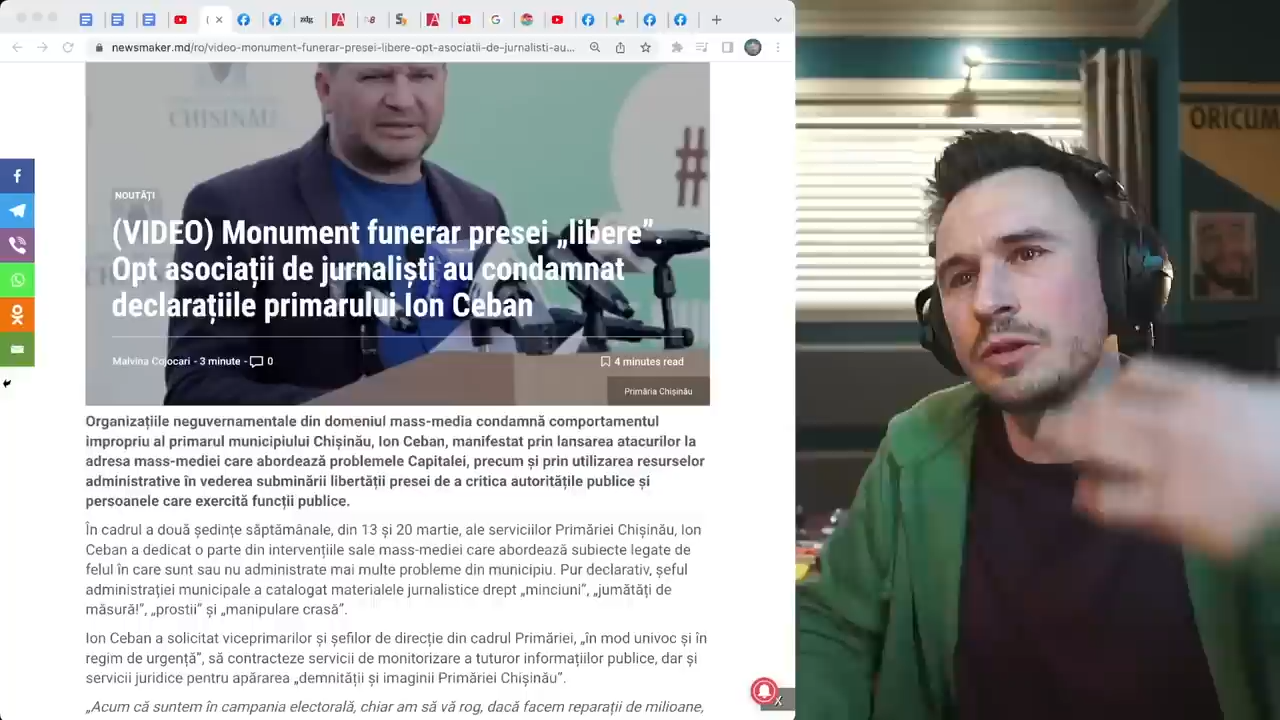 zdg
newsmaker.md/ro/video-monument-funerar-presei-libere-opt-asociatii-de-jurnalisti-au...
CHIȘINĂU
#
ORICUM
NOUTĂȚI
(VIDEO) Monument funerar presei „libere”.
Opt asociații de jurnaliști au condamnat
declarațiile primarului Ion Ceban
Malvina Cojocari - 3 minute - 0
4 minutes read
Primăria Chișinău
Organizațiile neguvernamentale din domeniul mass-media condamnă comportamentul
impropriu al primarul municipiului Chișinău, Ion Ceban, manifestat prin lansarea atacurilor la
adresa mass-mediei care abordează problemele Capitalei, precum și prin utilizarea resurselor
administrative în vederea subminării libertății presei de a critica autoritățile publice și
persoanele care exercită funcții publice.
În cadrul a două ședințe săptămânale, din 13 și 20 martie, ale serviciilor Primăriei Chișinău, Ion
Ceban a dedicat o parte din intervențiile sale mass-mediei care abordează subiecte legate de
felul în care sunt sau nu administrate mai multe probleme din municipiu. Pur declarativ, șeful
administrației municipale a catalogat materialele jurnalistice drept „minciuni”, „jumătăți de
măsură!”, „prostii” și „manipulare crasă”.
Ion Ceban a solicitat viceprimarilor și șefilor de direcție din cadrul Primăriei, „în mod univoc și în
regim de urgență”, să contracteze servicii de monitorizare a tuturor informațiilor publice, dar și
servicii juridice pentru apărarea „demnității și imaginii Primăriei Chișinău”.
„Acum că suntem în campania electorală, chiar am să vă rog, dacă facem reparații de milioane,
X